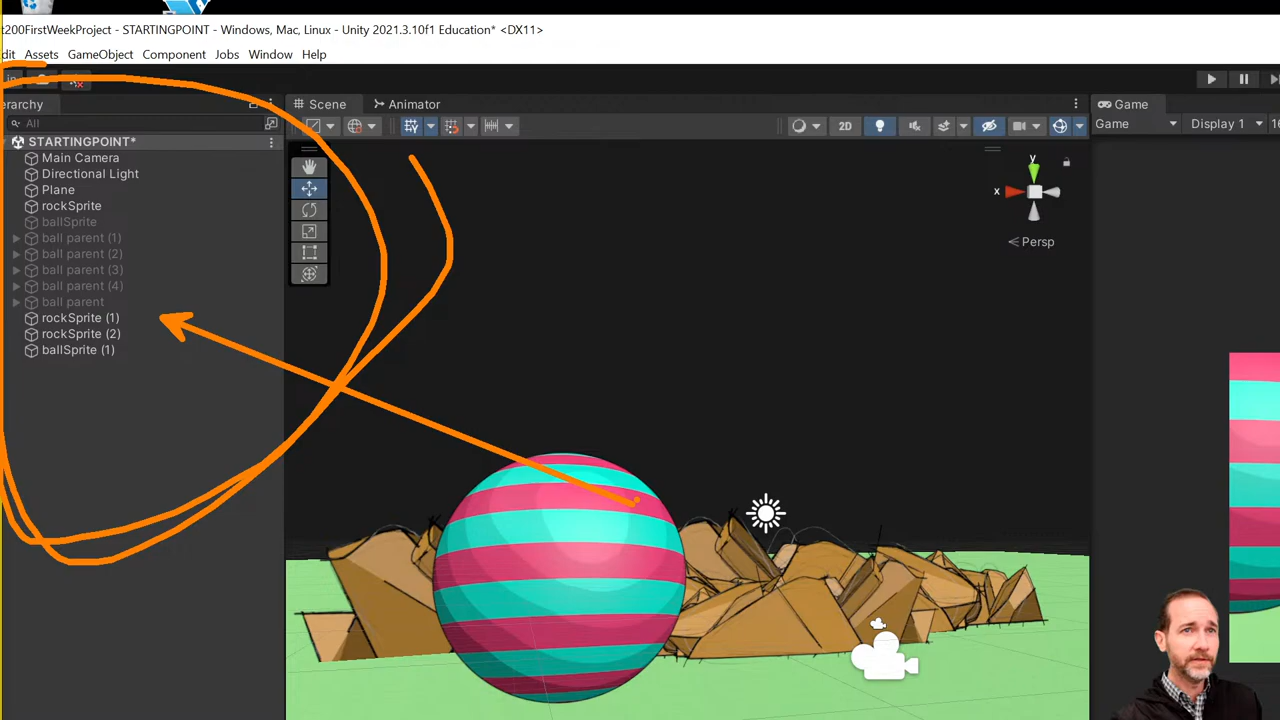 t200FirstWeekProject - STARTINGPOINT - Windows, Mac, Linux - Unity 2021.3.10f1 Education* <DX11>
dit Assets GameObject Component Jobs Window Help
in
erarchy
Scene
Animator
Game
All
2D
Game
Display 1
16
STARTINGPOINT*
Main Camera
Directional Light
Plane
rockSprite
ballSprite
ball parent (1)
ball parent (2)
ball parent (3)
ball parent (4)
ball parent
rockSprite (1)
rockSprite (2)
ballSprite (1)
y
x
Persp